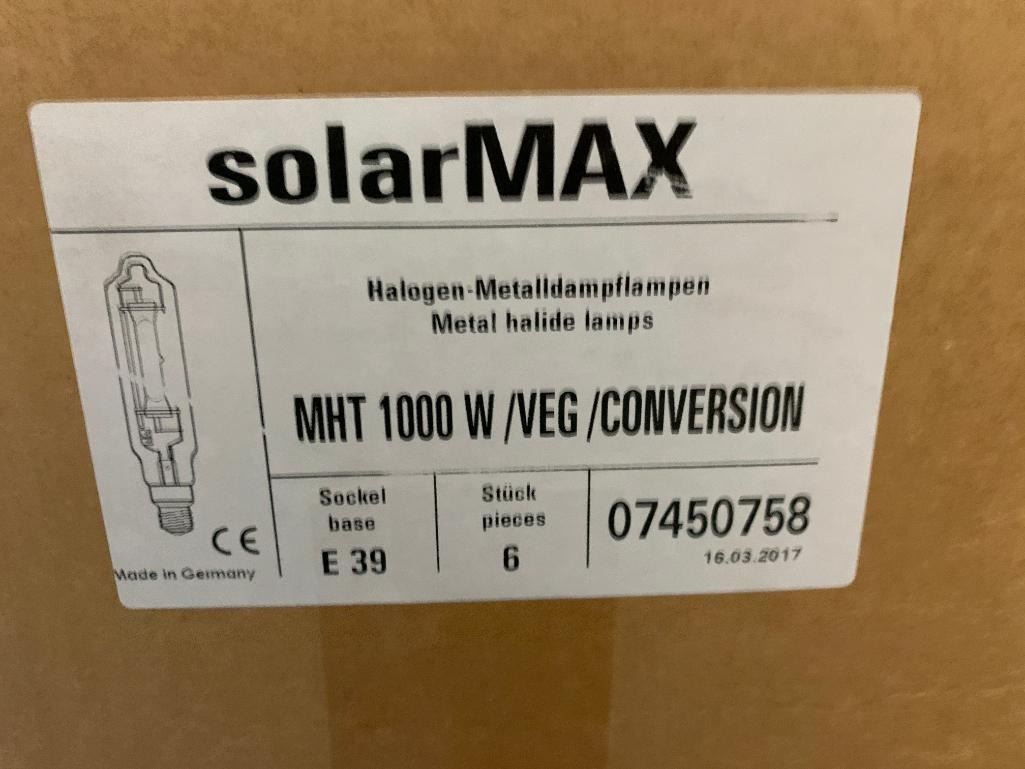 solarMAX
Halogen-Metalldampflampen
Metal halide lamps
MHT 1000 W /VEG /CONVERSION
Sockel
base
E 39
Stück
pieces
6
07450758
16.03.2017
CE
Made in Germany